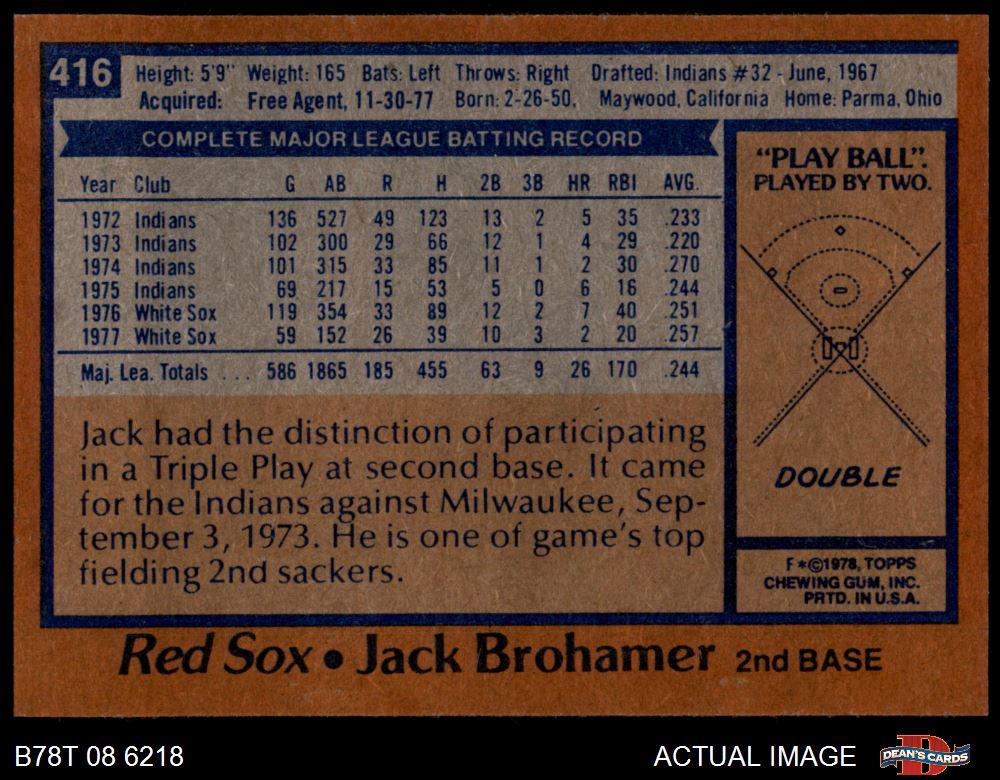 416
Height: 5'9" Weight: 165 Bats: Left Throws: Right Drafted: Indians #32 - June, 1967
Acquired: Free Agent, 11-30-77 Born: 2-26-50, Maywood, California Home: Parma, Ohio
COMPLETE MAJOR LEAGUE BATTING RECORD
Year Club G AB R H 2B 3B HR RBI AVG.
1972 Indians 136 527 49 123 13 2 5 35 .233
1973 Indians 102 300 29 66 12 1 4 29 .220
1974 Indians 101 315 33 85 11 1 2 30 .270
1975 Indians 69 217 15 53 5 0 6 16 .244
1976 White Sox 119 354 33 89 12 2 7 40 .251
1977 White Sox 59 152 26 39 10 3 2 20 .257
Maj. Lea. Totals ... 586 1865 185 455 63 9 26 170 .244
Jack had the distinction of participating
in a Triple Play at second base. It came
for the Indians against Milwaukee, Sep-
tember 3, 1973. He is one of game's top
fielding 2nd sackers.
"PLAY BALL".
PLAYED BY TWO.
DOUBLE
F*©1978, TOPPS
CHEWING GUM, INC.
PRTD. IN U.S.A.
Red Sox • Jack Brohamer 2nd BASE
B78T 08 6218
ACTUAL IMAGE
DEAN'S CARDS